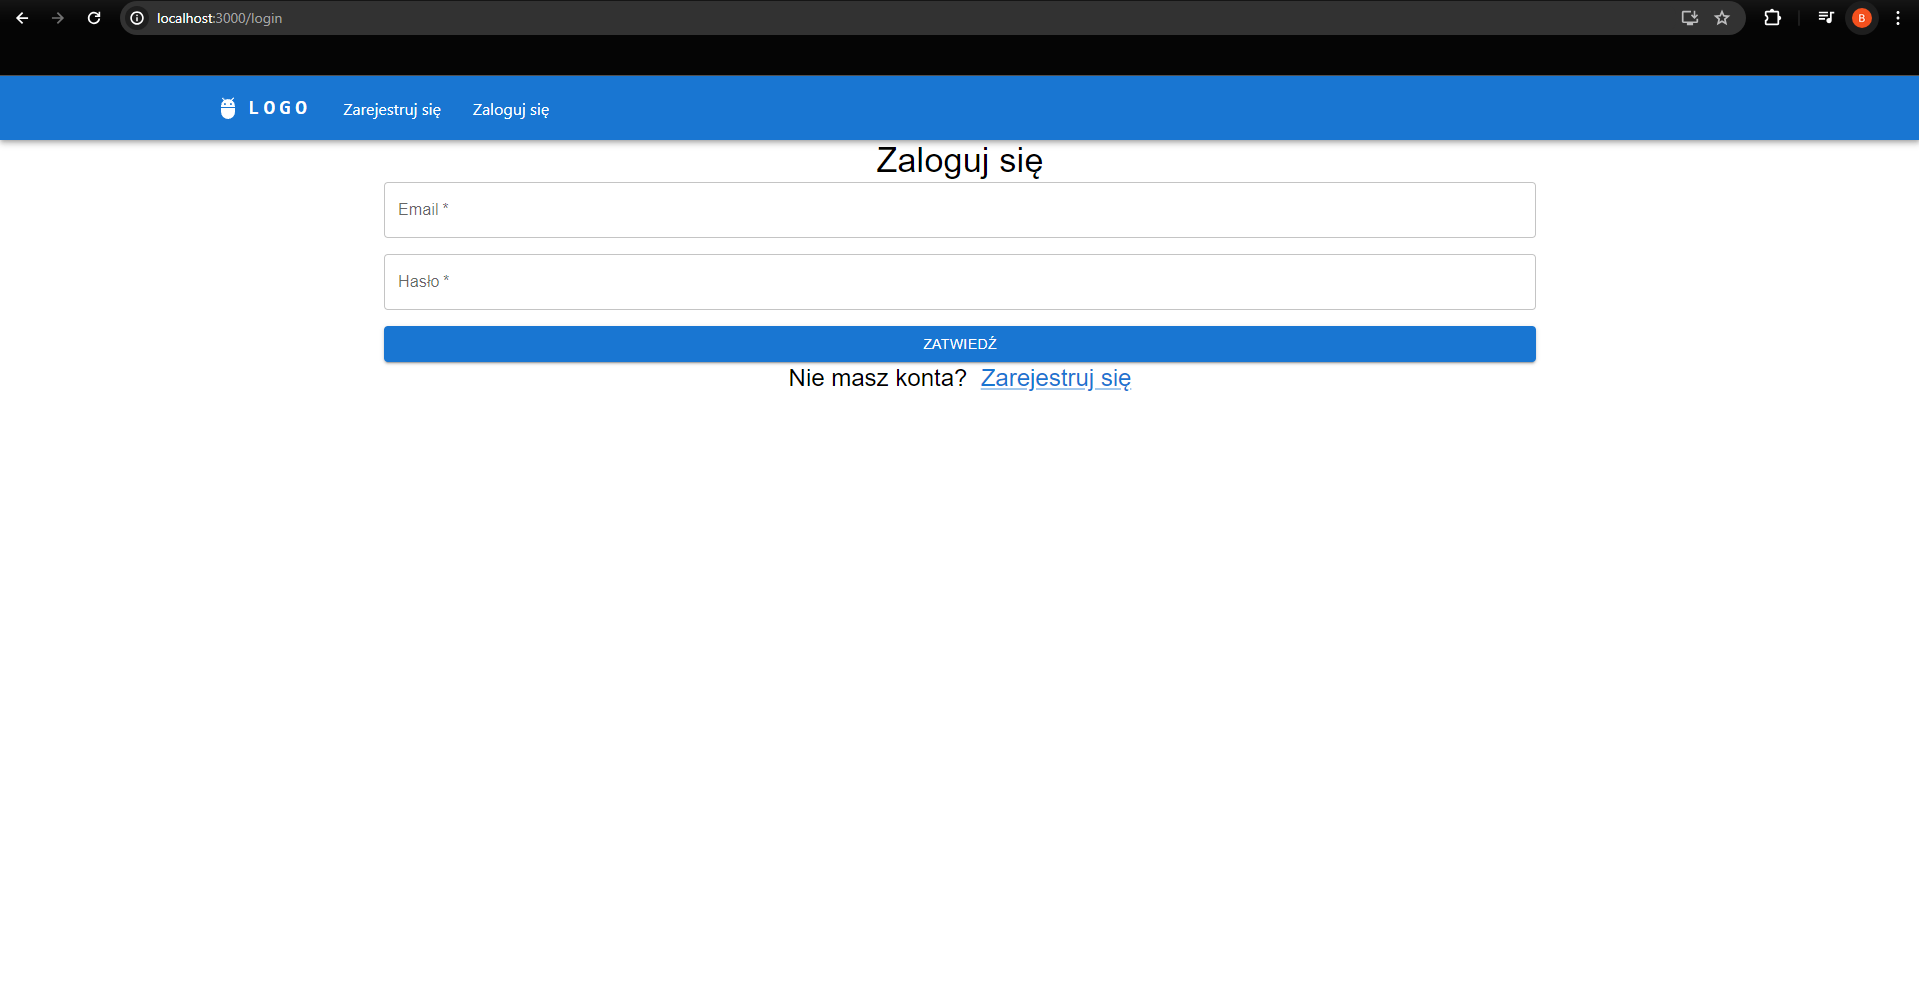 localhost:3000/login
B
LOGO Zarejestruj się Zaloguj się
Zaloguj się
Email *
Hasło *
ZATWIEDŹ
Nie masz konta? Zarejestruj się